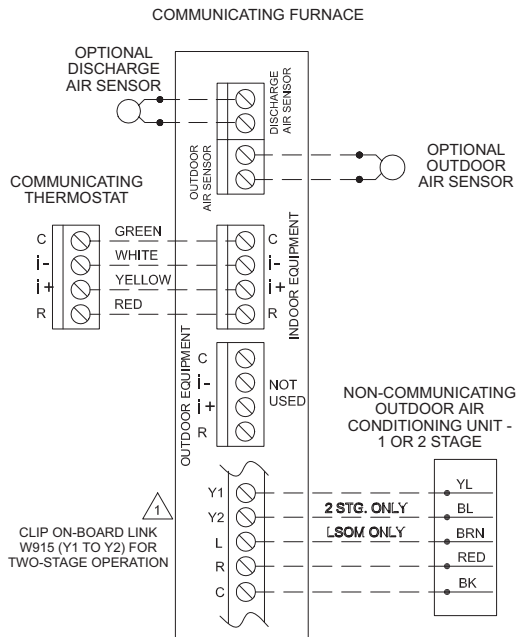 COMMUNICATING FURNACE
OPTIONAL
DISCHARGE
AIR SENSOR
DISCHARGE
AIR SENSOR
OUTDOOR
AIR SENSOR
OPTIONAL
OUTDOOR
AIR SENSOR
COMMUNICATING
THERMOSTAT
C GREEN C
i- WHITE i-
i+ YELLOW i+
R RED R
INDOOR EQUIPMENT
OUTDOOR EQUIPMENT
C
i-
i+
R
NOT
USED
NON-COMMUNICATING
OUTDOOR AIR
CONDITIONING UNIT -
1 OR 2 STAGE
1
CLIP ON-BOARD LINK
W915 (Y1 TO Y2) FOR
TWO-STAGE OPERATION
Y1 YL
Y2 2 STG. ONLY BL
L LSOM ONLY BRN
R RED
C BK